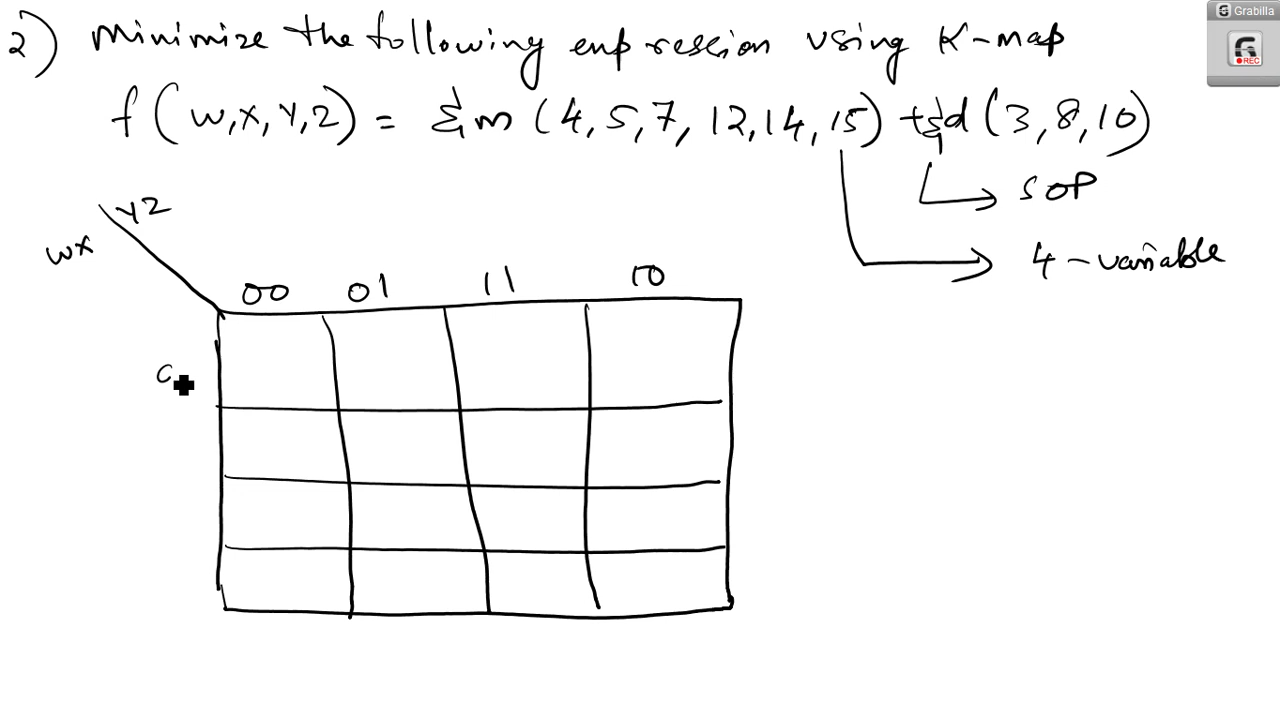 2) Minimize the following expression using K-map
f(w,x,y,z) = Σm(4,5,7,12,14,15) + Σd(3,8,10)
SOP
4-variable
yz
wx
00 01 11 10
C
Grabilla
REC